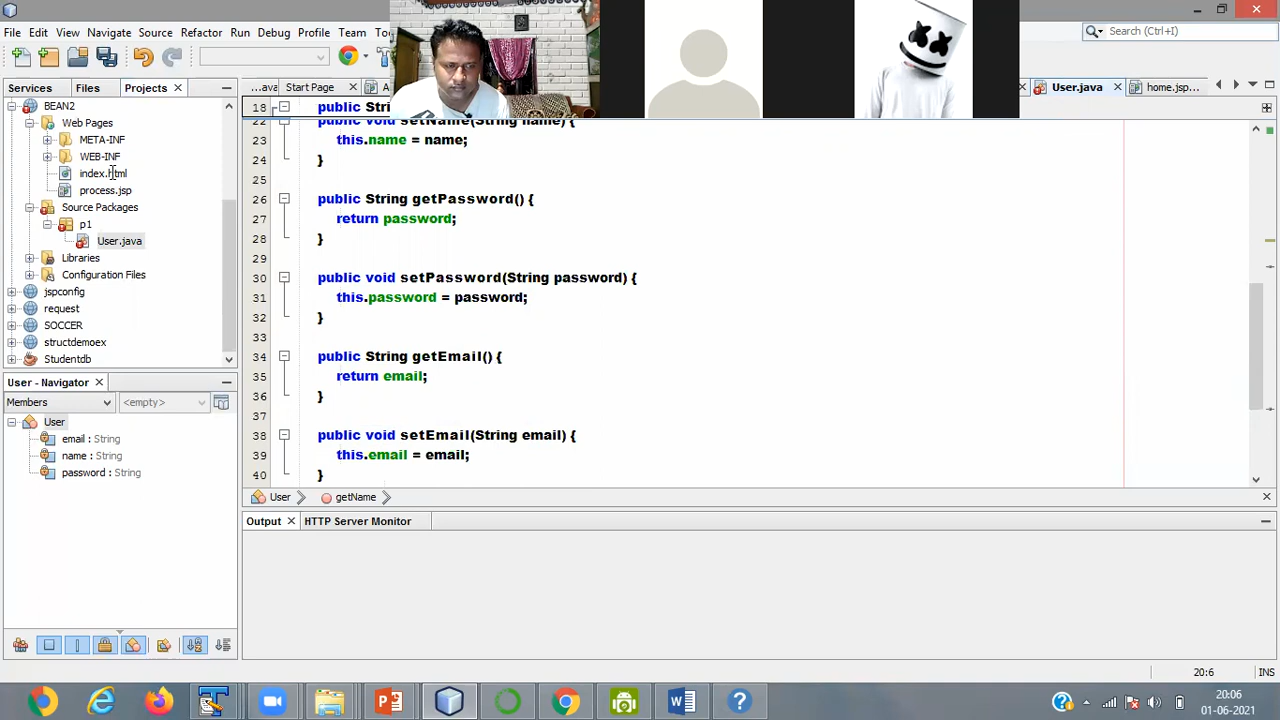 File Edit View Navigate Source Refactor Run Debug Profile Team
Search (Ctrl+I)
Services Files Projects
...ava Start Page User.java home.jsp...
BEAN2
Web Pages
META-INF
WEB-INF
index.html
process.jsp
Source Packages
p1
User.java
Libraries
Configuration Files
jspconfig
request
SOCCER
structdemoex
Studentdb
User - Navigator
Members <empty>
User
email : String
name : String
password : String
18 public Stri
22 public void setName(String name) {
23 this.name = name;
24 }
25
26 public String getPassword() {
27 return password;
28 }
29
30 public void setPassword(String password) {
31 this.password = password;
32 }
33
34 public String getEmail() {
35 return email;
36 }
37
38 public void setEmail(String email) {
39 this.email = email;
40 }
User getName
Output HTTP Server Monitor
20:6 INS
20:06
01-06-2021